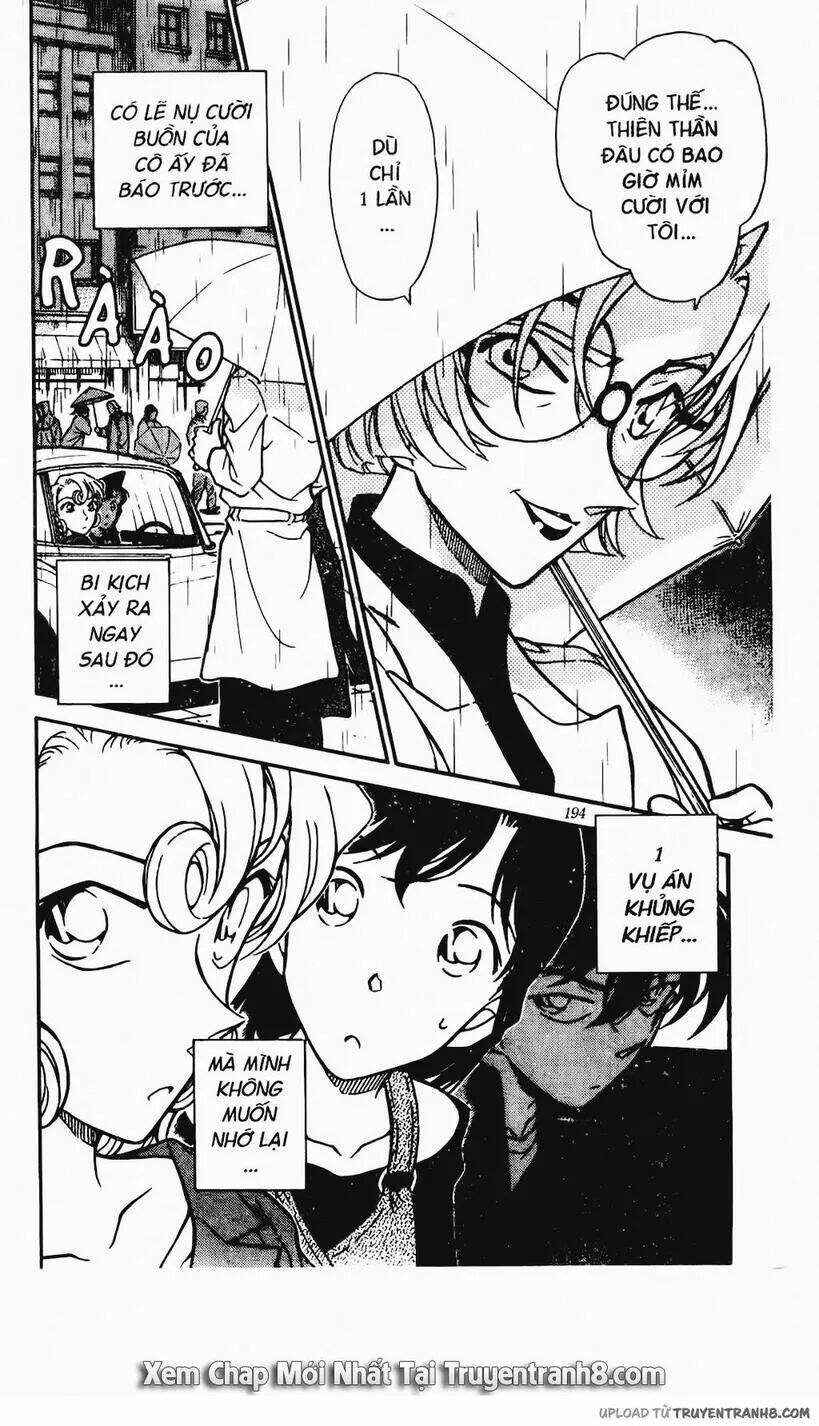 ĐÚNG THẾ...
THIÊN THẦN
ĐÂU CÓ BAO
GIỜ MỈM
CƯỜI VỚI
TÔI...
DÙ
CHỈ
1 LẦN
...
CÓ LẼ NỤ CƯỜI
BUỒN CỦA
CÔ ẤY ĐÃ
BÁO TRƯỚC...
RÀÀO
BI KỊCH
XẢY RA
NGAY
SAU ĐÓ
...
194
1
VỤ ÁN
KHỦNG
KHIẾP...
MÀ MÌNH
KHÔNG
MUỐN
NHỚ LẠI
...
Xem Chap Mới Nhất Tại Truyentranh8.com
UPLOAD TỪ TRUYENTRANH8.COM